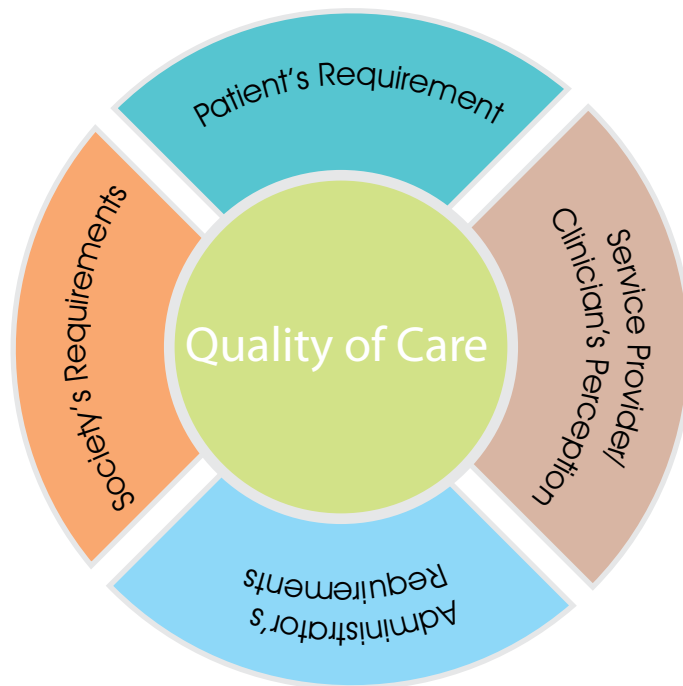 Patient's Requirement
Service Provider/
Clinician's Perception
Administrator's
Requirements
Society's Requirements
Quality of Care